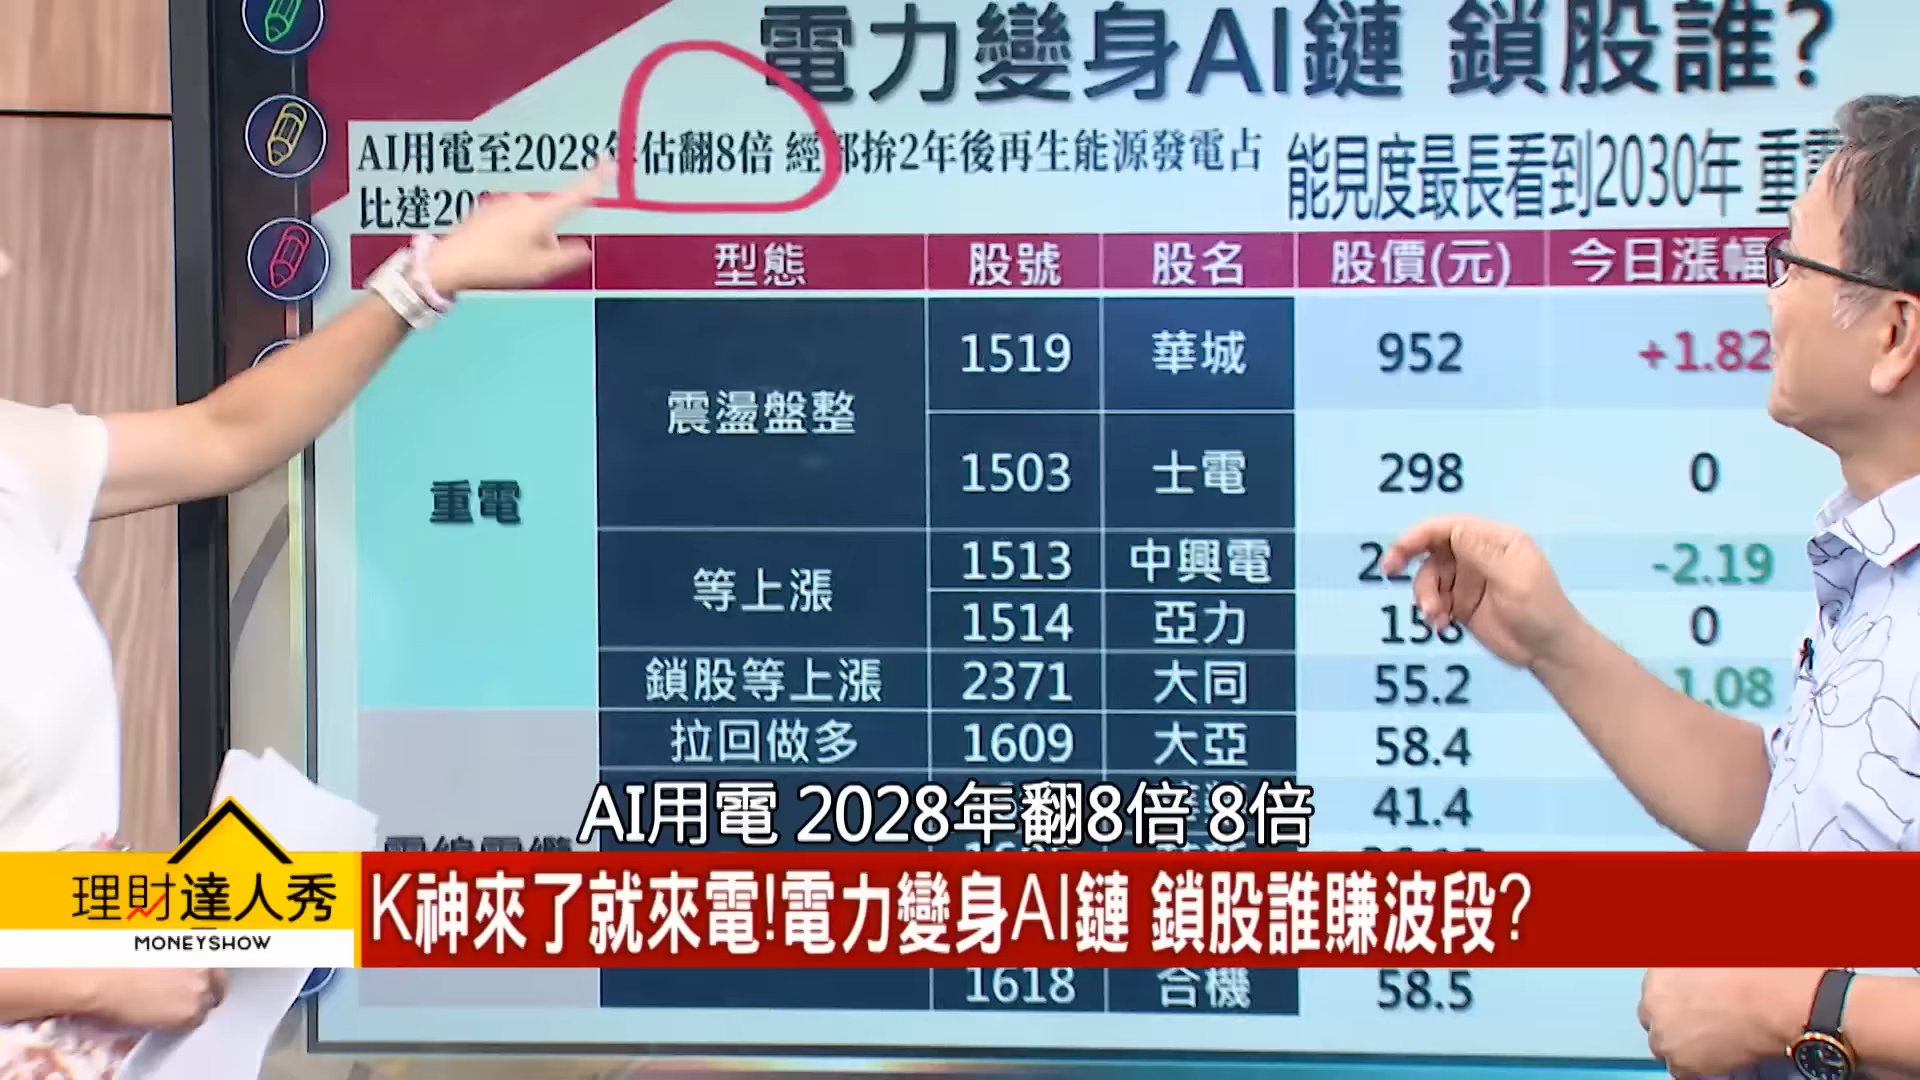 電力變身AI鏈 鎖股誰?
AI用電至2028年估翻8倍 經部拚2年後再生能源發電占
比達20
能見度最長看到2030年 重電
型態 股號 股名 股價(元) 今日漲幅
重電 震盪盤整 1519 華城 952 +1.82
1503 士電 298 0
等上漲 1513 中興電 22 -2.19
1514 亞力 158 0
鎖股等上漲 2371 大同 55.2 1.08
拉回做多 1609 大亞 58.4
41.4
AI用電 2028年翻8倍 8倍
理財達人秀
MONEYSHOW
K神來了就來電!電力變身AI鏈 鎖股誰賺波段?
1618 合機 58.5